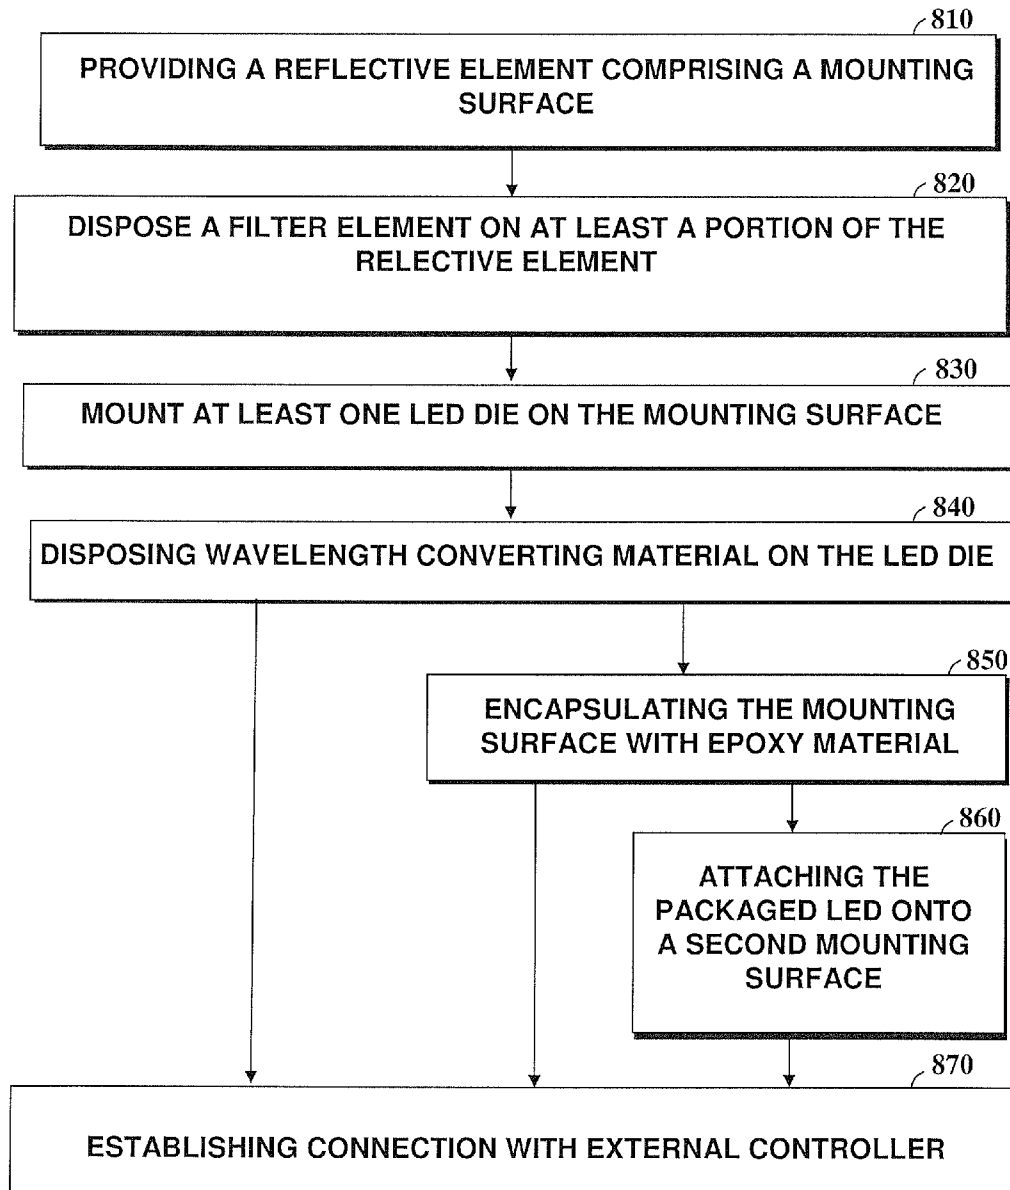 810
PROVIDING A REFLECTIVE ELEMENT COMPRISING A MOUNTING
SURFACE
820
DISPOSE A FILTER ELEMENT ON AT LEAST A PORTION OF THE
RELECTIVE ELEMENT
830
MOUNT AT LEAST ONE LED DIE ON THE MOUNTING SURFACE
840
DISPOSING WAVELENGTH CONVERTING MATERIAL ON THE LED DIE
850
ENCAPSULATING THE MOUNTING
SURFACE WITH EPOXY MATERIAL
860
ATTACHING THE
PACKAGED LED ONTO
A SECOND MOUNTING
SURFACE
870
ESTABLISHING CONNECTION WITH EXTERNAL CONTROLLER